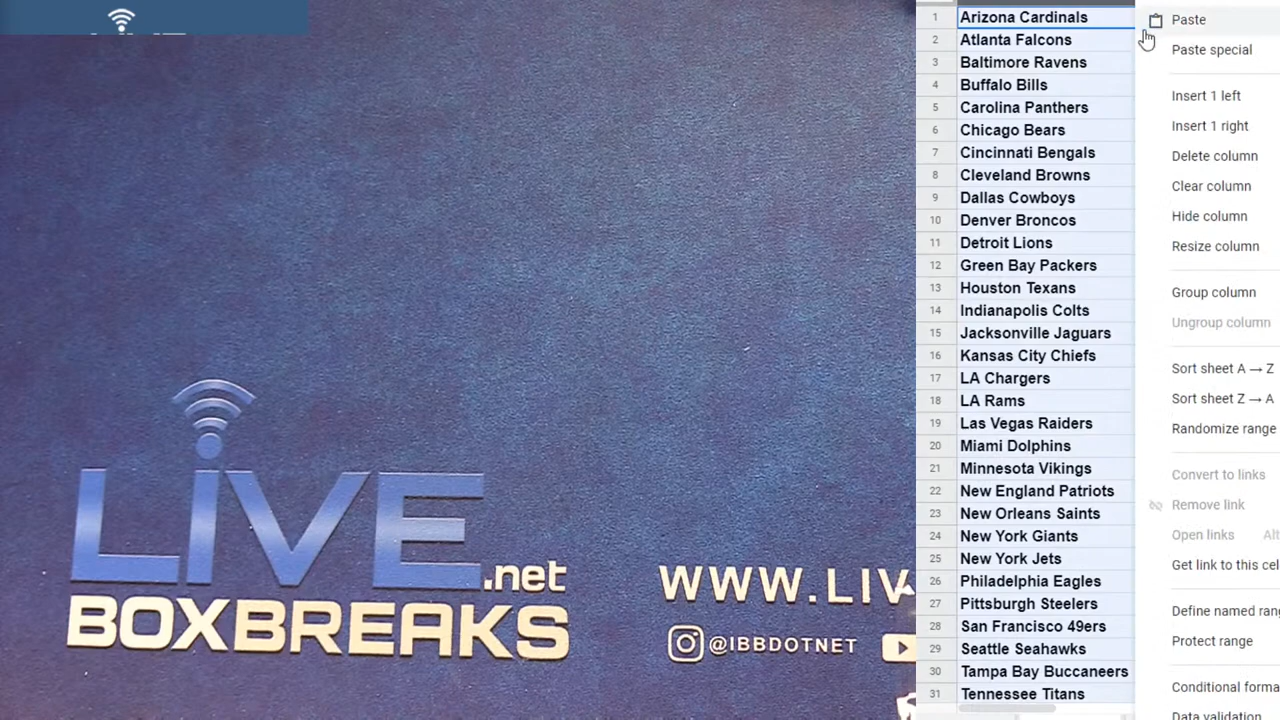 LIVE
LiVE.net
BOXBREAKS
WWW.LIV
@IBBDOTNET
1 Arizona Cardinals
2 Atlanta Falcons
3 Baltimore Ravens
4 Buffalo Bills
5 Carolina Panthers
6 Chicago Bears
7 Cincinnati Bengals
8 Cleveland Browns
9 Dallas Cowboys
10 Denver Broncos
11 Detroit Lions
12 Green Bay Packers
13 Houston Texans
14 Indianapolis Colts
15 Jacksonville Jaguars
16 Kansas City Chiefs
17 LA Chargers
18 LA Rams
19 Las Vegas Raiders
20 Miami Dolphins
21 Minnesota Vikings
22 New England Patriots
23 New Orleans Saints
24 New York Giants
25 New York Jets
26 Philadelphia Eagles
27 Pittsburgh Steelers
28 San Francisco 49ers
29 Seattle Seahawks
30 Tampa Bay Buccaneers
31 Tennessee Titans
Paste
Paste special
Insert 1 left
Insert 1 right
Delete column
Clear column
Hide column
Resize column
Group column
Ungroup column
Sort sheet A → Z
Sort sheet Z → A
Randomize range
Convert to links
Remove link
Open links Alt
Get link to this cel
Define named rang
Protect range
Conditional forma
Data validation